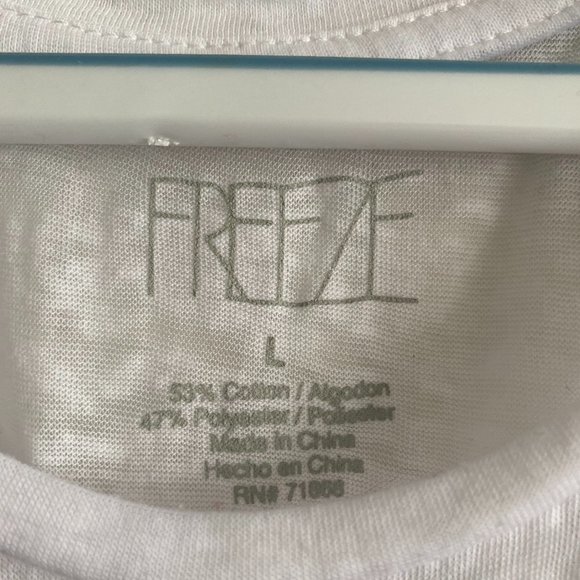 FREEZE
L
53% Cotton / Algodon
47% Polyester / Poliester
Made in China
Hecho en China
RN#